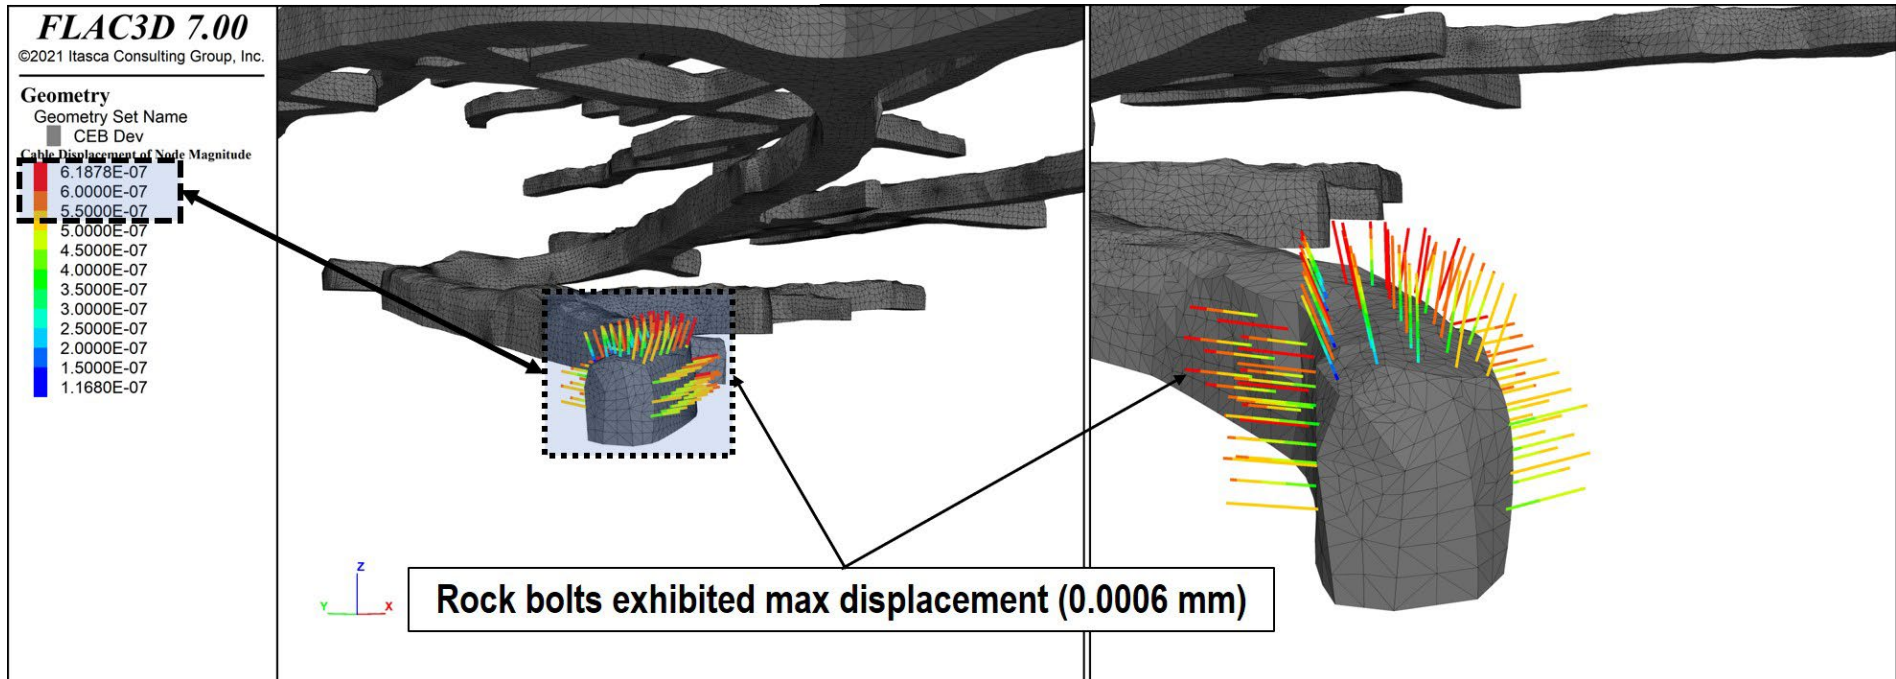 FLAC3D 7.00
©2021 Itasca Consulting Group, Inc.
Geometry
Geometry Set Name
CEB Dev
Cable Displacement of Node Magnitude
6.1878E-07
6.0000E-07
5.5000E-07
5.0000E-07
4.5000E-07
4.0000E-07
3.5000E-07
3.0000E-07
2.5000E-07
2.0000E-07
1.5000E-07
1.1680E-07
Z
Y
X
Rock bolts exhibited max displacement (0.0006 mm)